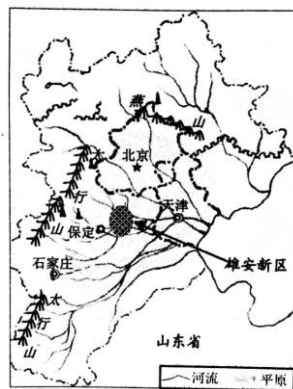 燕
山
太
行
山
北京
天津
保定
石家庄
雄安新区
太
行
山
山东省
河流
平原